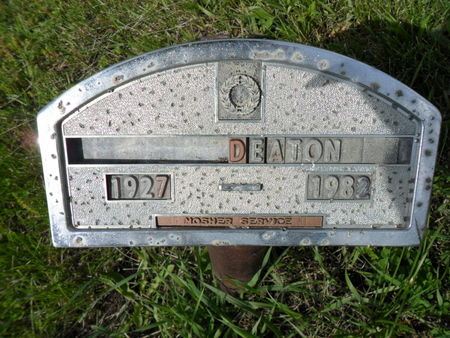 DEATON
1927 - 1982
MOSHER SERVICE